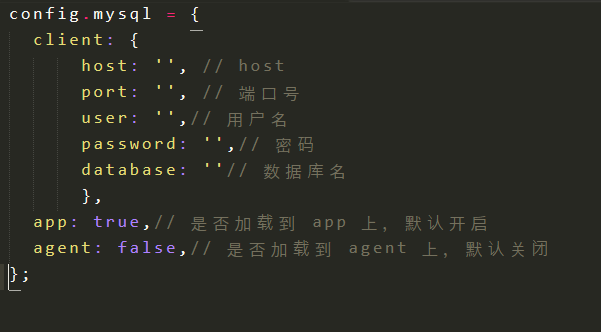 config.mysql = {
client: {
host: '', // host
port: '', // 端口号
user: '',// 用户名
password: '',// 密码
database: ''// 数据库名
},
app: true,// 是否加载到 app 上，默认开启
agent: false,// 是否加载到 agent 上，默认关闭
};